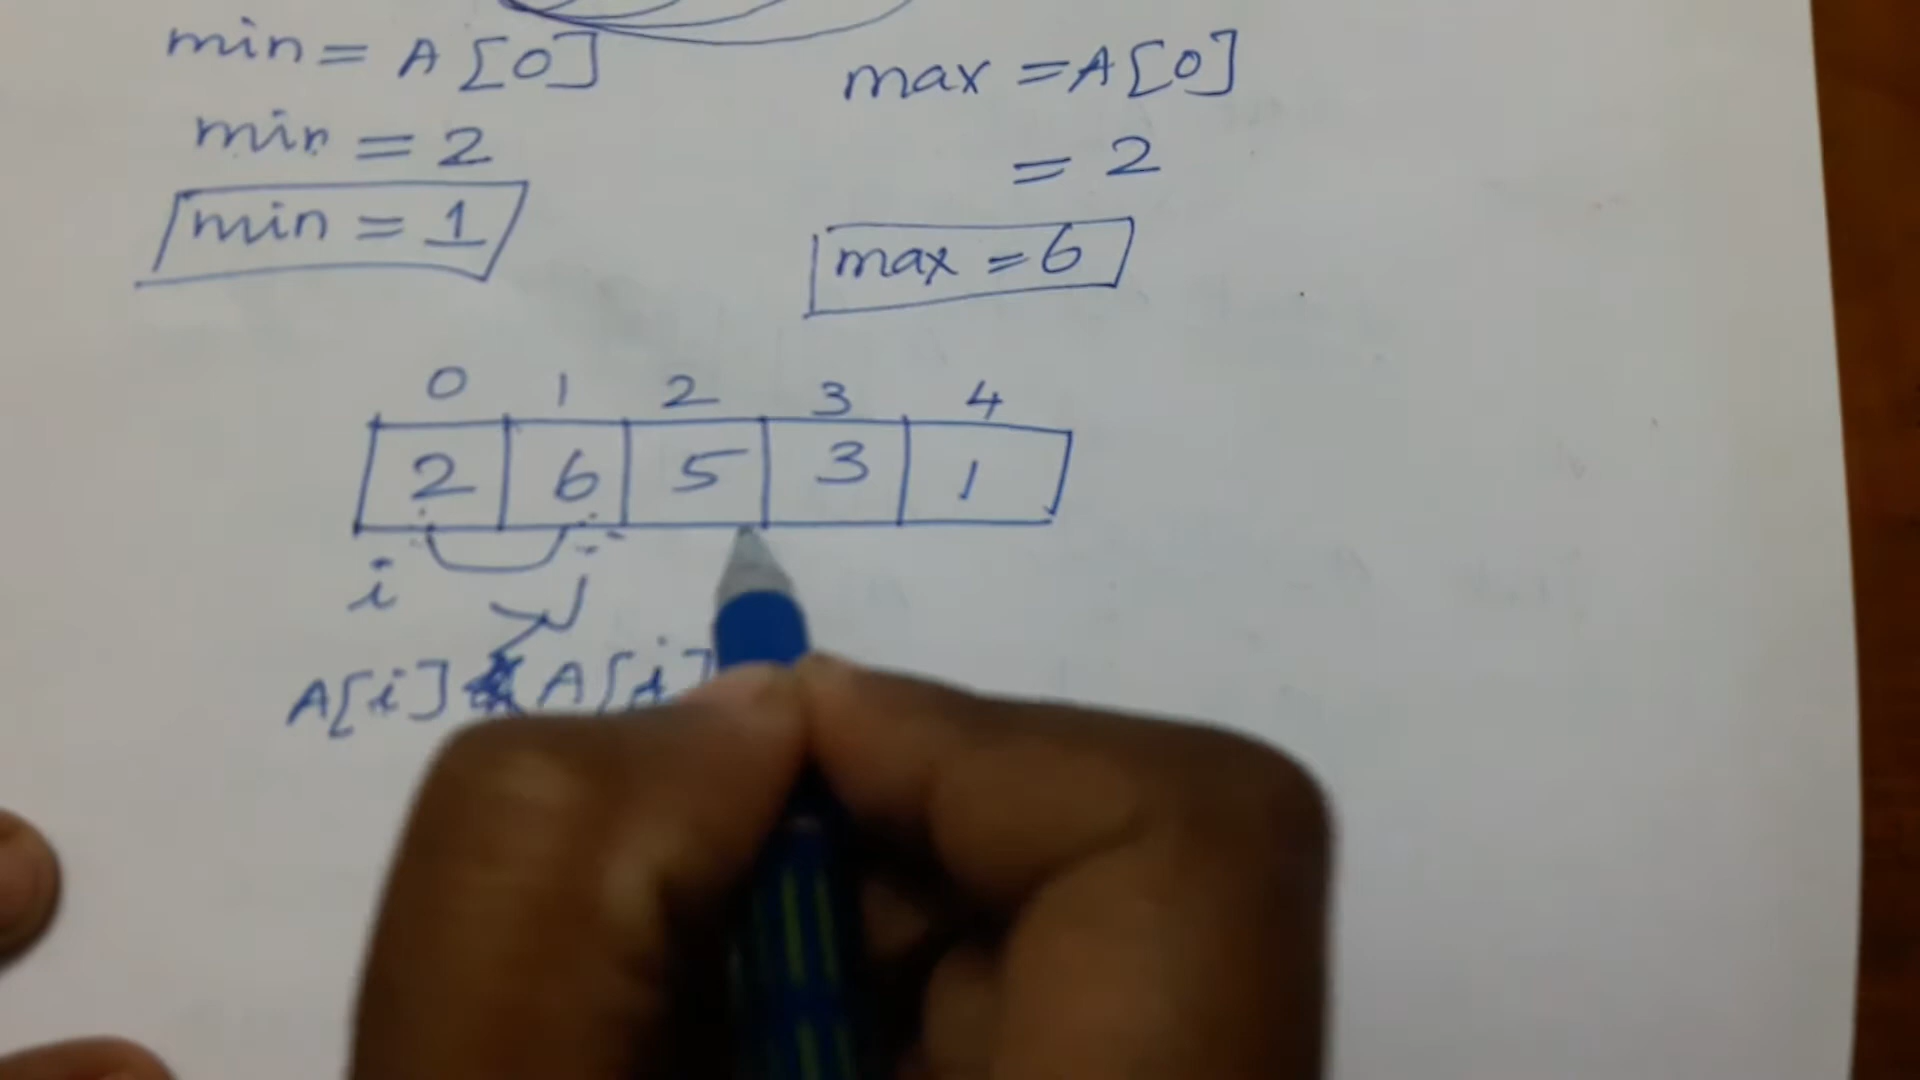 min = A[0]
max = A[0]
min = 2
= 2
min = 1
max = 6
0 1 2 3 4
2 6 5 3 1
i j
A[i] A[j]